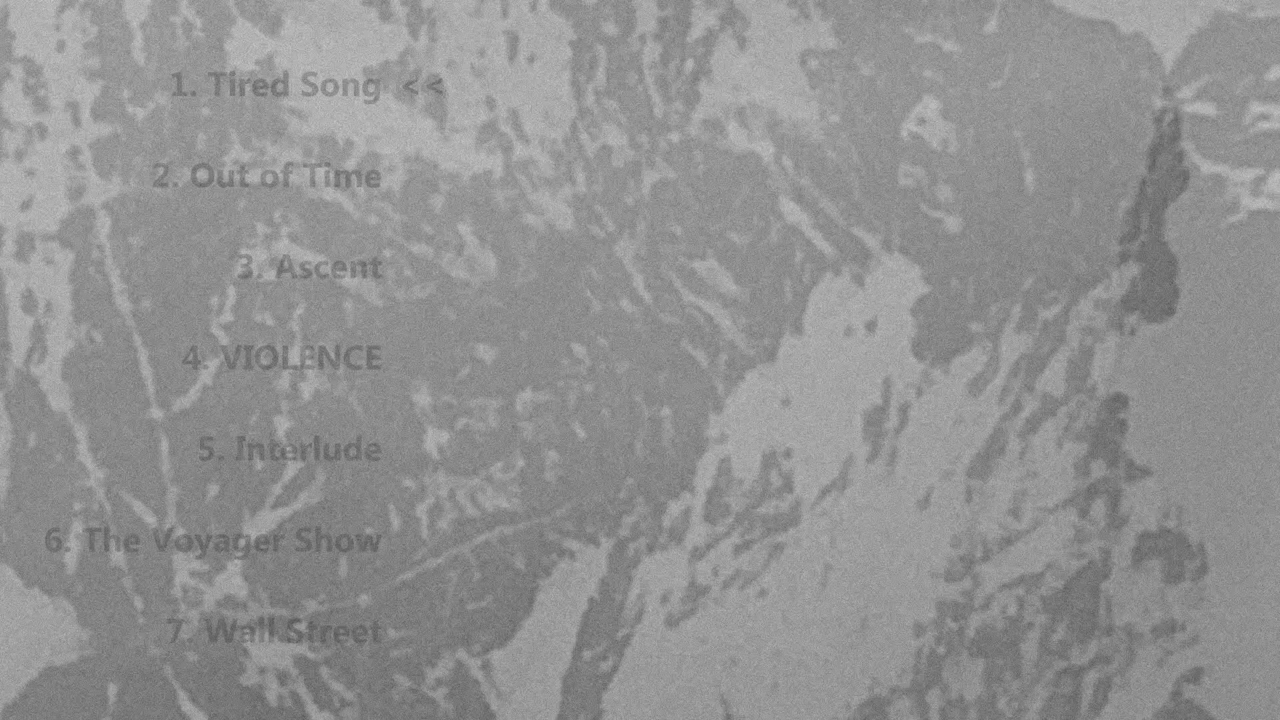 1. Tired Song <<
2. Out of Time
3. Ascent
4. VIOLENCE
5. Interlude
6. The Voyager Show
7. Wall Street